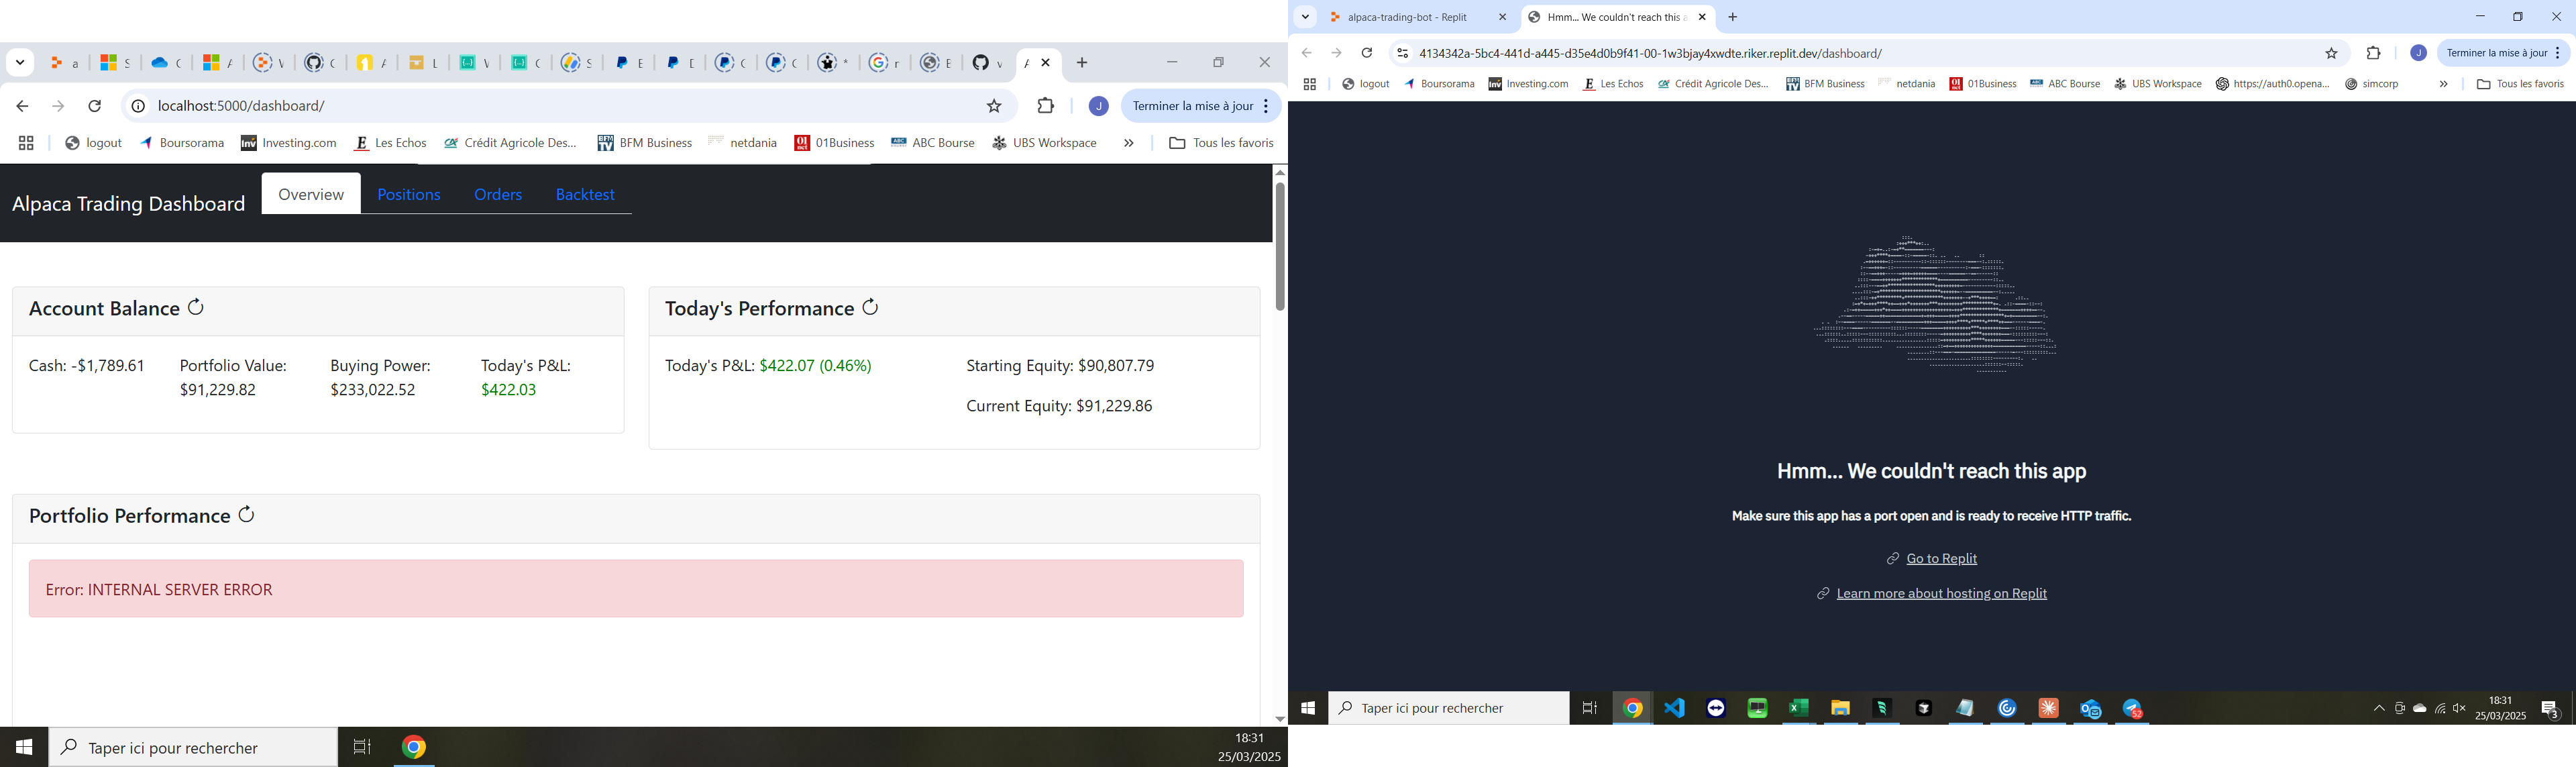 localhost:5000/dashboard/
J
Terminer la mise à jour
logout
Boursorama
Investing.com
Les Echos
Crédit Agricole Des...
BFM Business
netdania
01Business
ABC Bourse
UBS Workspace
»
Tous les favoris
Alpaca Trading Dashboard
Overview
Positions
Orders
Backtest
Account Balance
Cash: -$1,789.61
Portfolio Value:
$91,229.82
Buying Power:
$233,022.52
Today's P&L:
$422.03
Today's Performance
Today's P&L: $422.07 (0.46%)
Starting Equity: $90,807.79
Current Equity: $91,229.86
Portfolio Performance
Error: INTERNAL SERVER ERROR
Taper ici pour rechercher
18:31
25/03/2025
alpaca-trading-bot - Replit
Hmm... We couldn't reach this a
4134342a-5bc4-441d-a445-d35e4d0b9f41-00-1w3bjay4xwdte.riker.replit.dev/dashboard/
J
Terminer la mise à jour
logout
Boursorama
Investing.com
Les Echos
Crédit Agricole Des...
BFM Business
netdania
01Business
ABC Bourse
UBS Workspace
https://auth0.opena...
simcorp
»
Tous les favoris
Hmm... We couldn't reach this app
Make sure this app has a port open and is ready to receive HTTP traffic.
Go to Replit
Learn more about hosting on Replit
Taper ici pour rechercher
52
18:31
25/03/2025
3